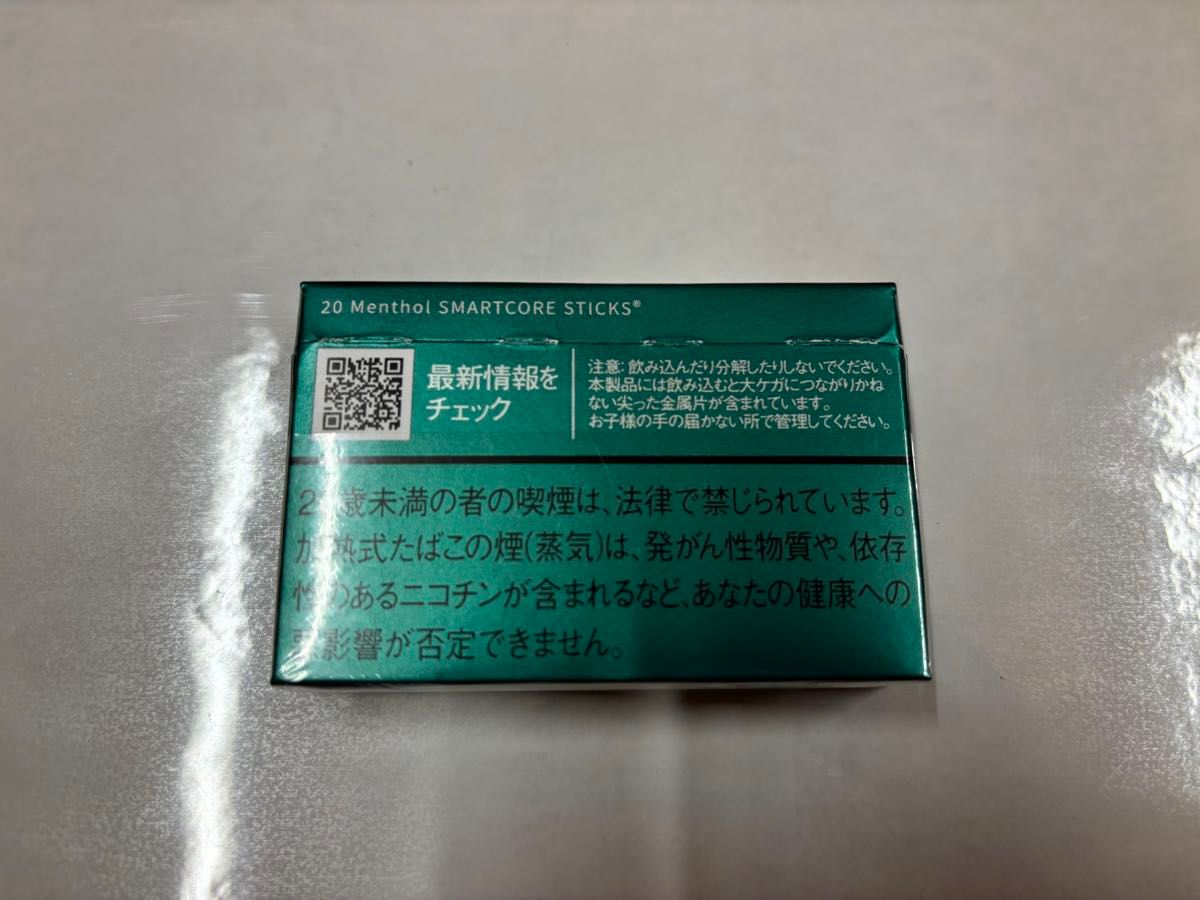 20 Menthol SMARTCORE STICKS®
最新情報を
チェック
注意: 飲み込んだり分解したりしないでください。
本製品には飲み込むと大ケガにつながりかね
ない尖った金属片が含まれています。
お子様の手の届かない所で管理してください。
2歳未満の者の喫煙は、法律で禁じられています。
加熱式たばこの煙(蒸気)は、発がん性物質や、依存
性のあるニコチンが含まれるなど、あなたの健康への
悪影響が否定できません。